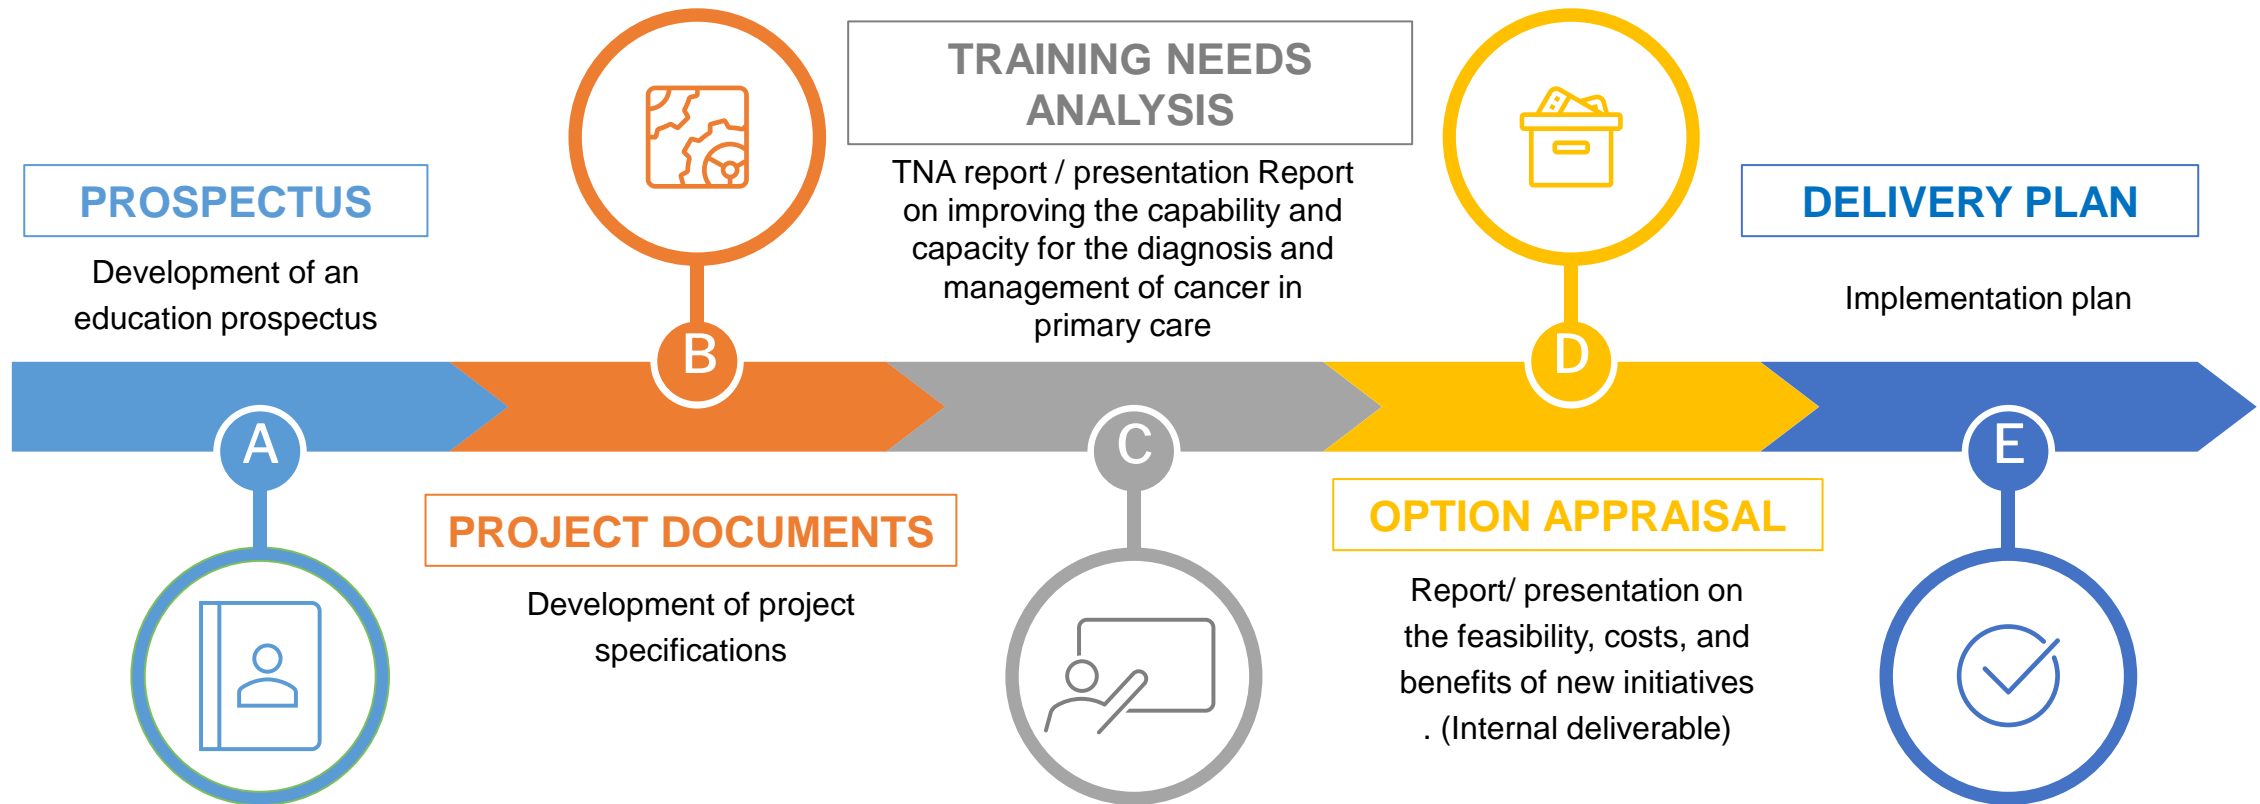 PROSPECTUS
Development of an
education prospectus
A
B
PROJECT DOCUMENTS
Development of project
specifications
TRAINING NEEDS
ANALYSIS
TNA report / presentation Report
on improving the capability and
capacity for the diagnosis and
management of cancer in
primary care
C
D
OPTION APPRAISAL
Report/ presentation on
the feasibility, costs, and
benefits of new initiatives
. (Internal deliverable)
DELIVERY PLAN
Implementation plan
E